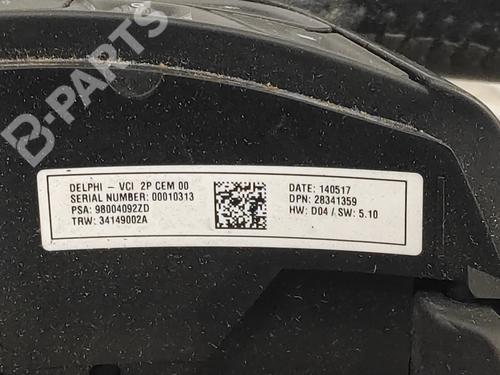 B-PARTS
DELPHI - VCI 2P CEM 00
SERIAL NUMBER: 00010313
PSA: 98004092ZD
TRW: 34149002A
DATE: 140517
DPN: 28341359
HW: D04 / SW: 5.10